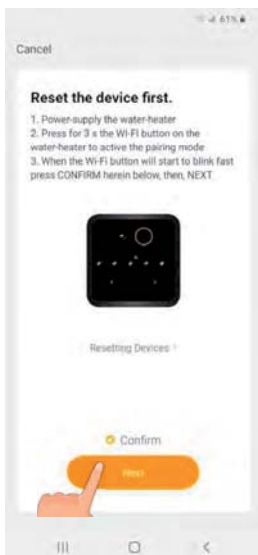 61%
Cancel
Reset the device first.
1. Power-supply the water-heater
2. Press for 3 s the WI-FI button on the
water-heater to active the pairing mode
3. When the Wi-Fi button will start to blink fast
press CONFIRM herein below, then, NEXT
Resetting Devices >
Confirm
Next